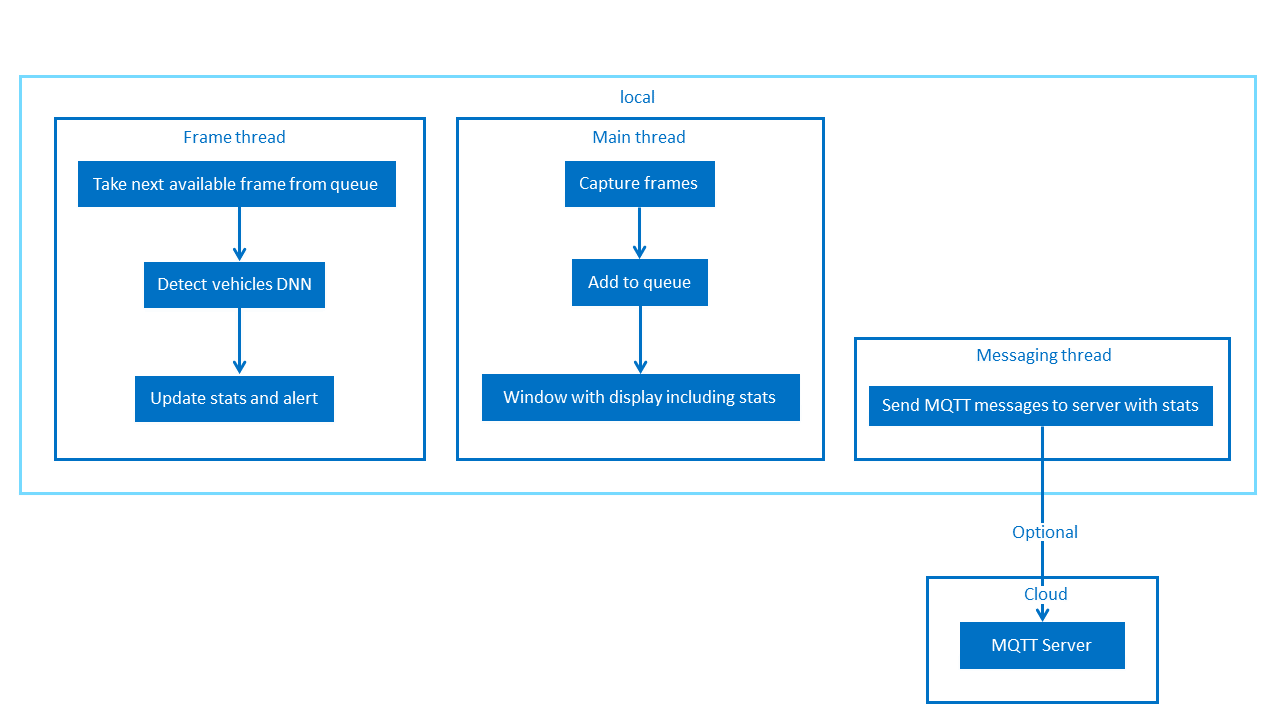 local
Frame thread
Take next available frame from queue
Detect vehicles DNN
Update stats and alert
Main thread
Capture frames
Add to queue
Window with display including stats
Messaging thread
Send MQTT messages to server with stats
Optional
Cloud
MQTT Server